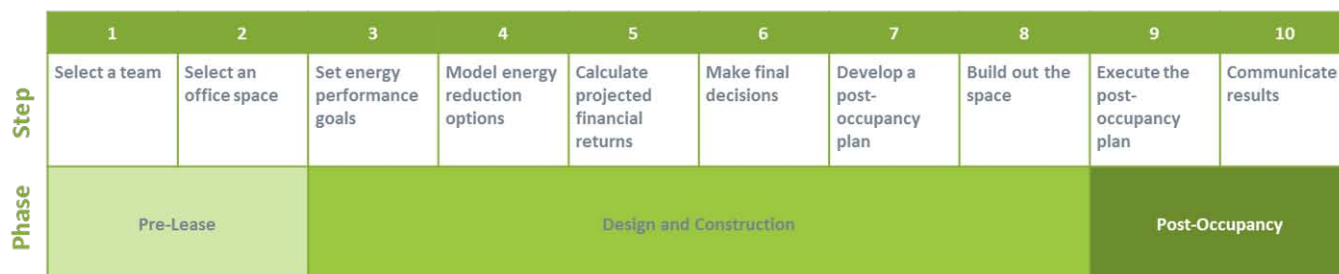 1 2 3 4 5 6 7 8 9 10
Step
Select a team
Select an
office space
Set energy
performance
goals
Model energy
reduction
options
Calculate
projected
financial
returns
Make final
decisions
Develop a
post-
occupancy
plan
Build out the
space
Execute the
post-
occupancy
plan
Communicate
results
Phase
Pre-Lease
Design and Construction
Post-Occupancy